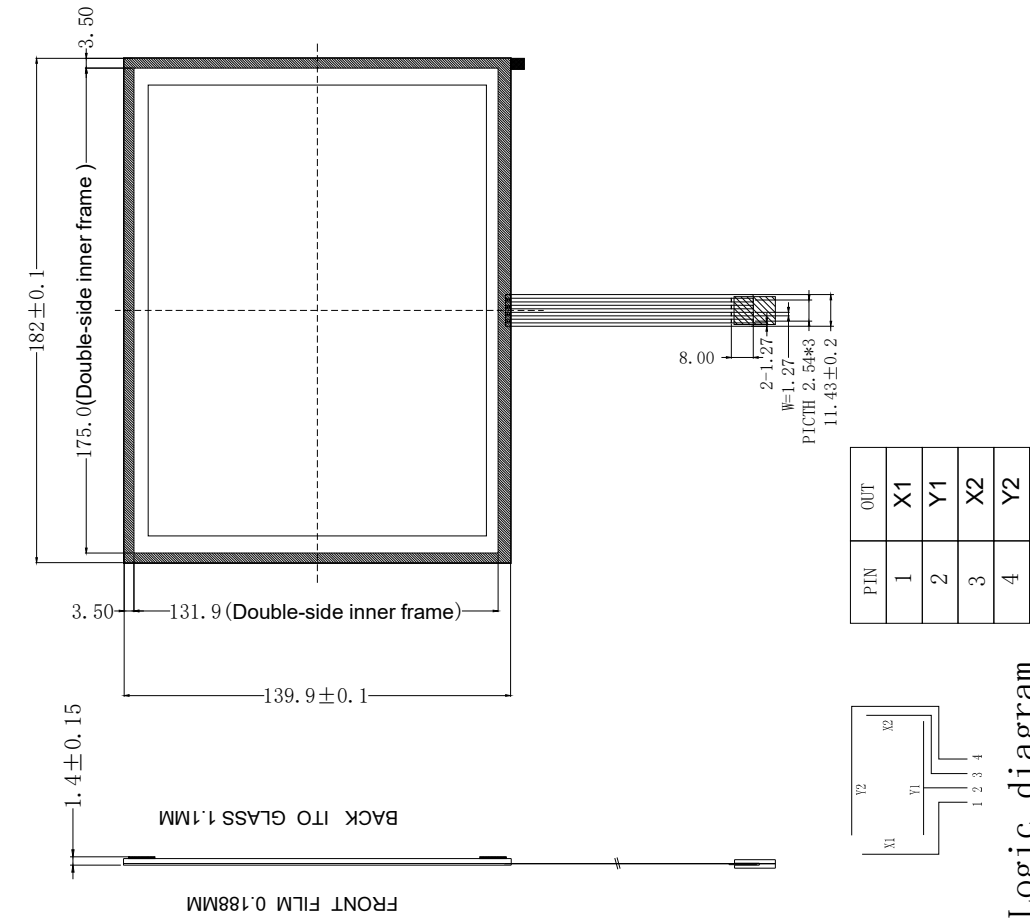 3.50
182±0.1
175.0(Double-side inner frame )
3.50
131.9(Double-side inner frame)
139.9±0.1
8.00
2-1.27
W=1.27
PICTH 2.54*3
11.43±0.2
1.4±0.15
BACK ITO GLASS 1.1MM
FRONT FILM 0.188MM
PIN OUT
1 X1
2 Y1
3 X2
4 Y2
X2
Y2
Y1
X1
1 2 3 4
Logic diagram